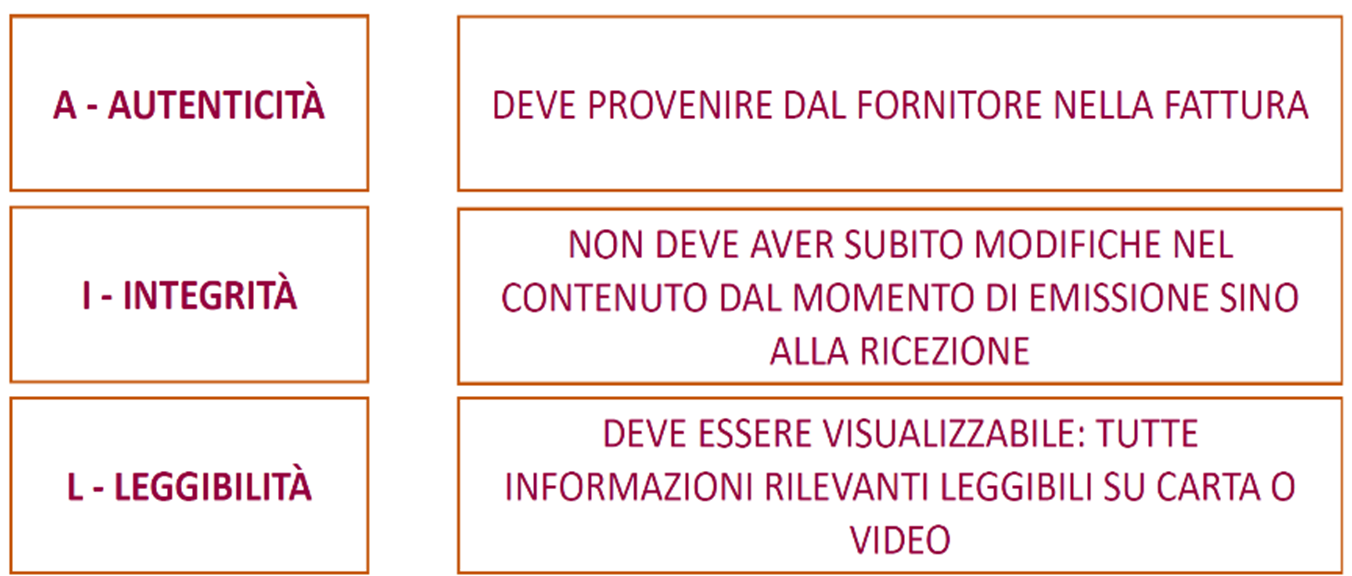 A - AUTENTICITÀ
DEVE PROVENIRE DAL FORNITORE NELLA FATTURA
I - INTEGRITÀ
NON DEVE AVER SUBITO MODIFICHE NEL
CONTENUTO DAL MOMENTO DI EMISSIONE SINO
ALLA RICEZIONE
L - LEGGIBILITÀ
DEVE ESSERE VISUALIZZABILE: TUTTE
INFORMAZIONI RILEVANTI LEGGIBILI SU CARTA O
VIDEO